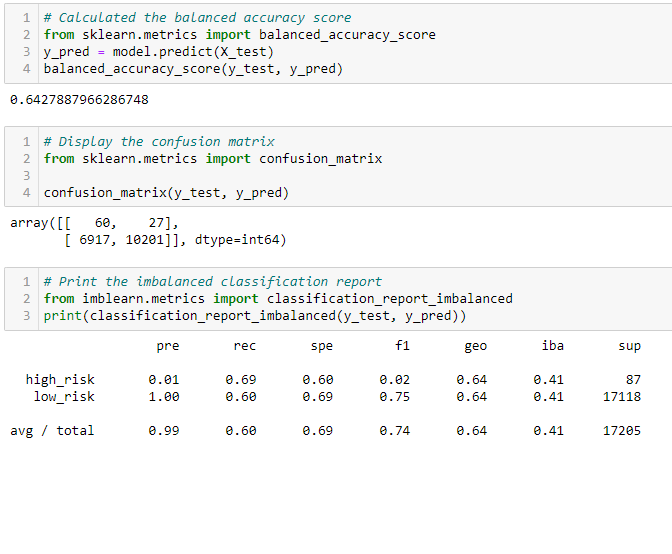 1 # Calculated the balanced accuracy score
2 from sklearn.metrics import balanced_accuracy_score
3 y_pred = model.predict(X_test)
4 balanced_accuracy_score(y_test, y_pred)
0.6427887966286748
1 # Display the confusion matrix
2 from sklearn.metrics import confusion_matrix
3
4 confusion_matrix(y_test, y_pred)
array([[   60,    27],
       [ 6917, 10201]], dtype=int64)
1 # Print the imbalanced classification report
2 from imblearn.metrics import classification_report_imbalanced
3 print(classification_report_imbalanced(y_test, y_pred))
pre rec spe f1 geo iba sup
high_risk 0.01 0.69 0.60 0.02 0.64 0.41 87
low_risk 1.00 0.60 0.69 0.75 0.64 0.41 17118
avg / total 0.99 0.60 0.69 0.74 0.64 0.41 17205